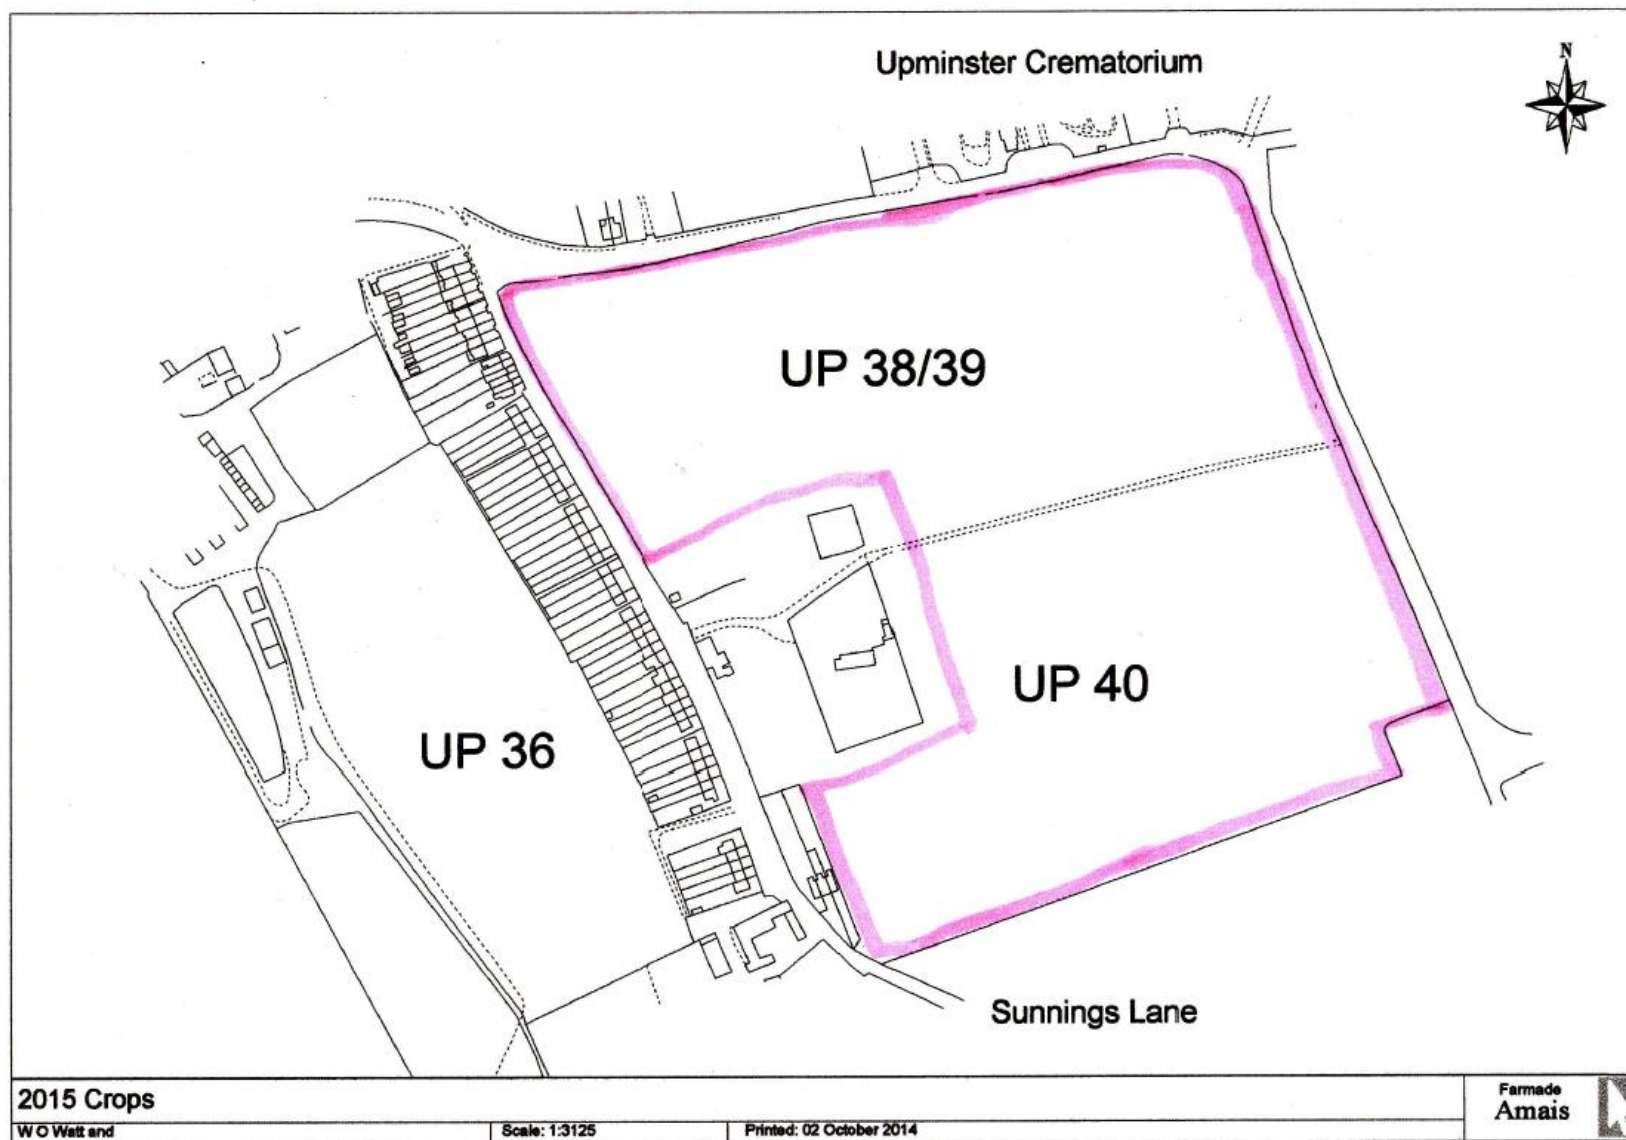 Upminster Crematorium
N
UP 38/39
UP 40
UP 36
Sunnings Lane
2015 Crops
W O Watt and
Scale: 1:3125
Printed: 02 October 2014
Farmade
Amais